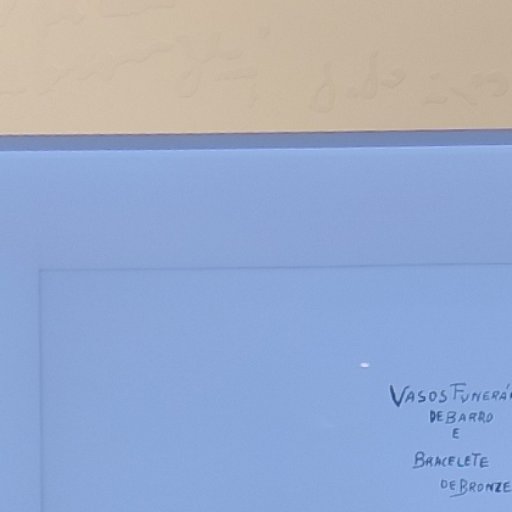 VASOS FUNERÁ
DE BARRO
E
BRACELETE
DE BRONZE